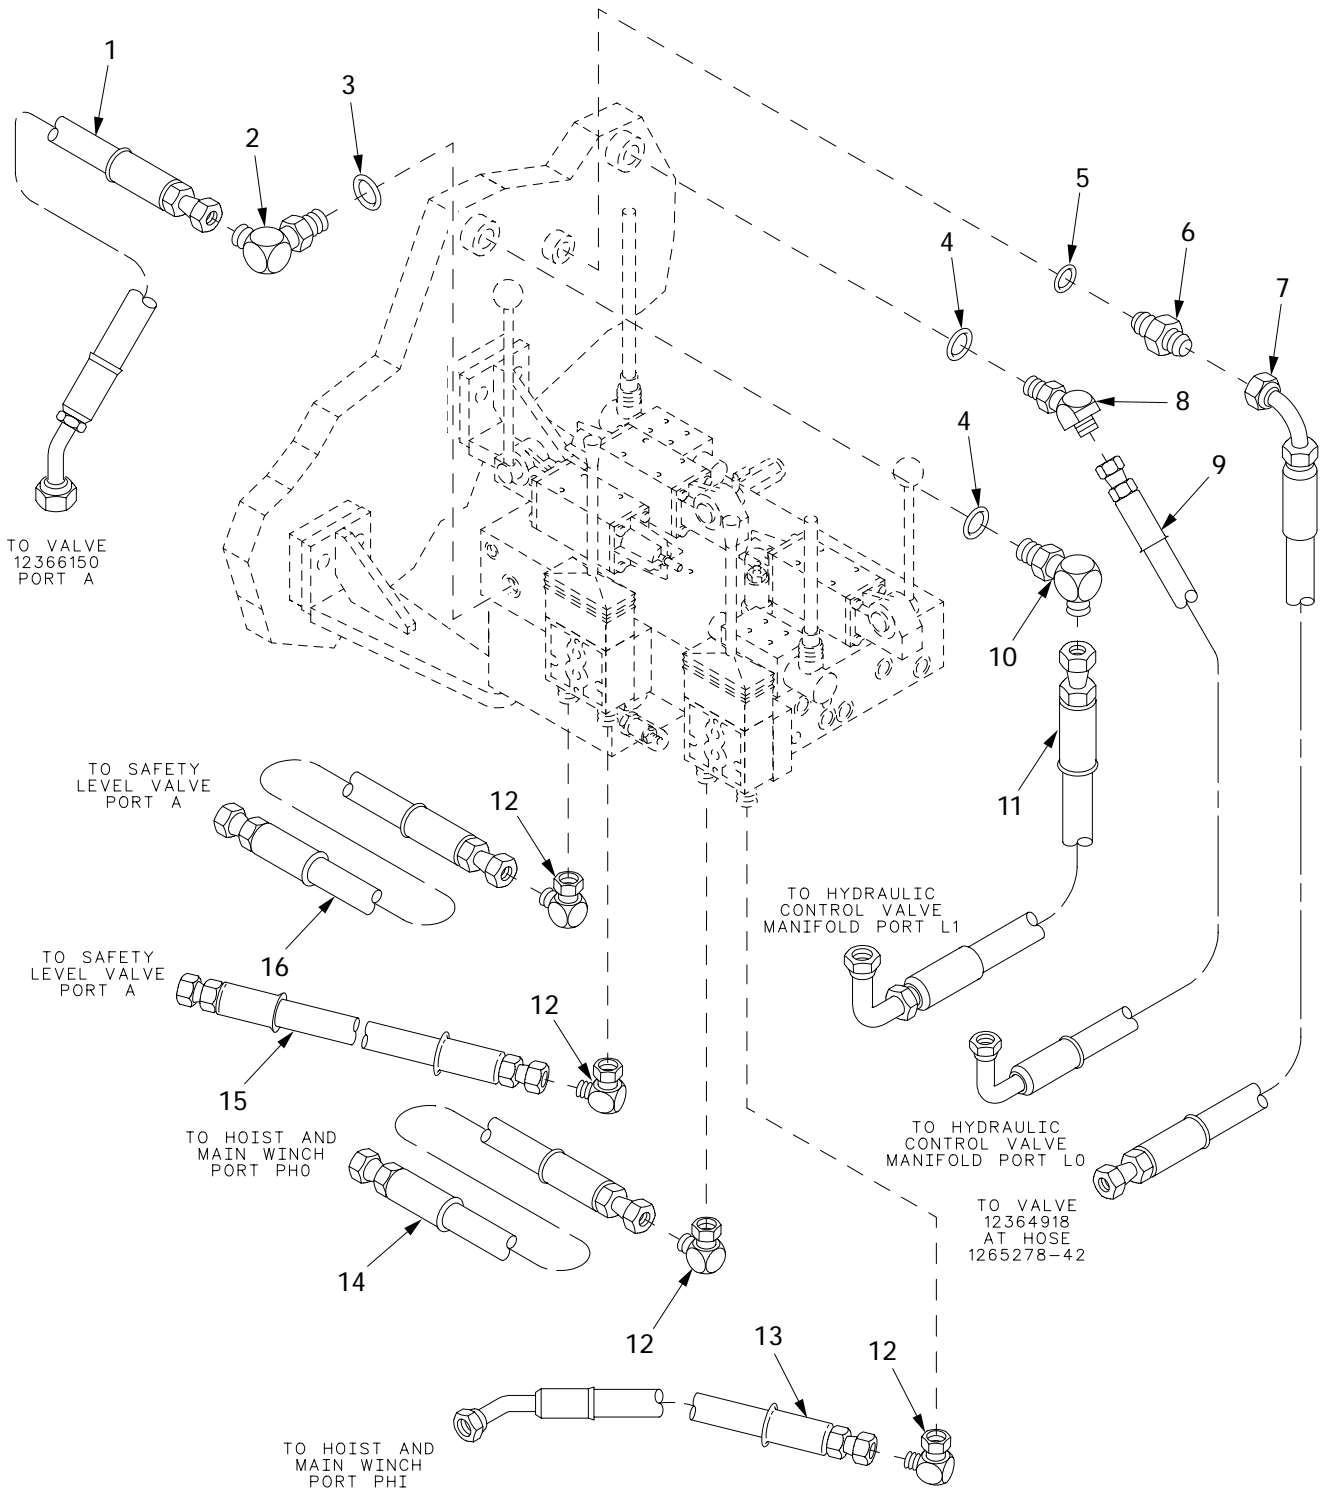 1
3
2
5
6
4
7
8
9
4
10
TO VALVE
12366150
PORT A
11
TO SAFETY
LEVEL VALVE
PORT A
12
TO HYDRAULIC
CONTROL VALVE
MANIFOLD PORT L1
16
TO SAFETY
LEVEL VALVE
PORT A
12
15
TO HOIST AND
MAIN WINCH
PORT PHO
TO HYDRAULIC
CONTROL VALVE
MANIFOLD PORT LO
TO VALVE
12364918
AT HOSE
1265278-42
14
12
13
12
TO HOIST AND
MAIN WINCH
PORT PHI